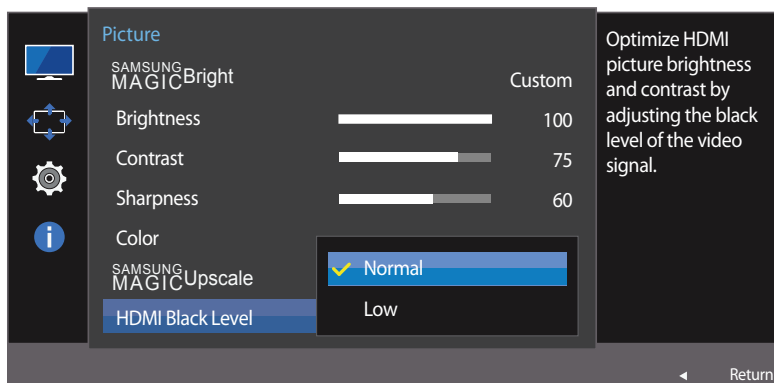 Picture
SAMSUNG
MAGICBright Custom
Brightness 100
Contrast 75
Sharpness 60
Color
SAMSUNG
MAGICUpscale
HDMI Black Level
Normal
Low
Optimize HDMI
picture brightness
and contrast by
adjusting the black
level of the video
signal.
Return